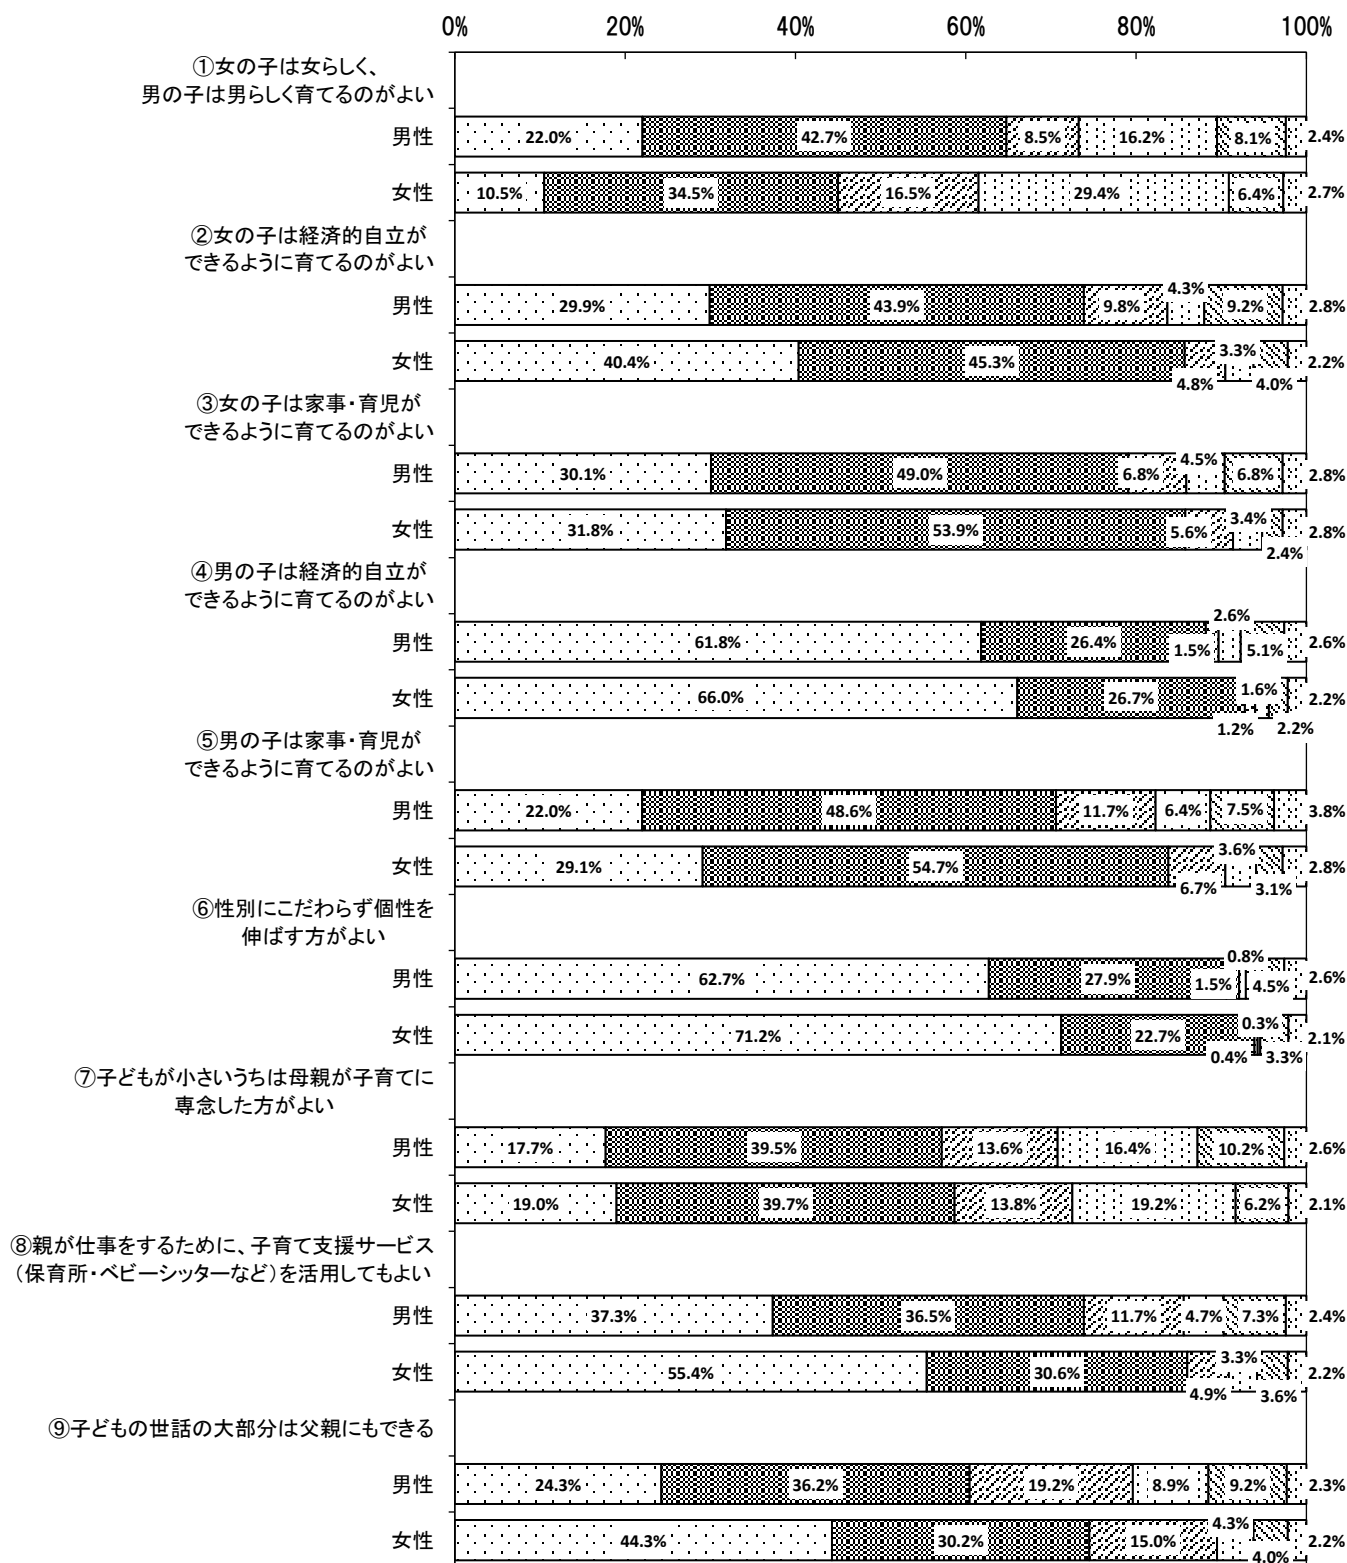 0% 20% 40% 60% 80% 100%
①女の子は女らしく、
男の子は男らしく育てるのがよい
男性 22.0% 42.7% 8.5% 16.2% 8.1% 2.4%
女性 10.5% 34.5% 16.5% 29.4% 6.4% 2.7%
②女の子は経済的自立が
できるように育てるのがよい
男性 29.9% 43.9% 9.8% 4.3% 9.2% 2.8%
女性 40.4% 45.3% 4.8% 3.3% 4.0% 2.2%
③女の子は家事・育児が
できるように育てるのがよい
男性 30.1% 49.0% 6.8% 4.5% 6.8% 2.8%
女性 31.8% 53.9% 5.6% 3.4% 2.4% 2.8%
④男の子は経済的自立が
できるように育てるのがよい
男性 61.8% 26.4% 1.5% 2.6% 5.1% 2.6%
女性 66.0% 26.7% 1.2% 1.6% 2.2% 2.2%
⑤男の子は家事・育児が
できるように育てるのがよい
男性 22.0% 48.6% 11.7% 6.4% 7.5% 3.8%
女性 29.1% 54.7% 6.7% 3.6% 3.1% 2.8%
⑥性別にこだわらず個性を
伸ばす方がよい
男性 62.7% 27.9% 1.5% 0.8% 4.5% 2.6%
女性 71.2% 22.7% 0.4% 0.3% 3.3% 2.1%
⑦子どもが小さいうちは母親が子育てに
専念した方がよい
男性 17.7% 39.5% 13.6% 16.4% 10.2% 2.6%
女性 19.0% 39.7% 13.8% 19.2% 6.2% 2.1%
⑧親が仕事をするために、子育て支援サービス
(保育所・ベビーシッターなど)を活用してもよい
男性 37.3% 36.5% 11.7% 4.7% 7.3% 2.4%
女性 55.4% 30.6% 4.9% 3.3% 3.6% 2.2%
⑨子どもの世話の大部分は父親にもできる
男性 24.3% 36.2% 19.2% 8.9% 9.2% 2.3%
女性 44.3% 30.2% 15.0% 4.3% 4.0% 2.2%